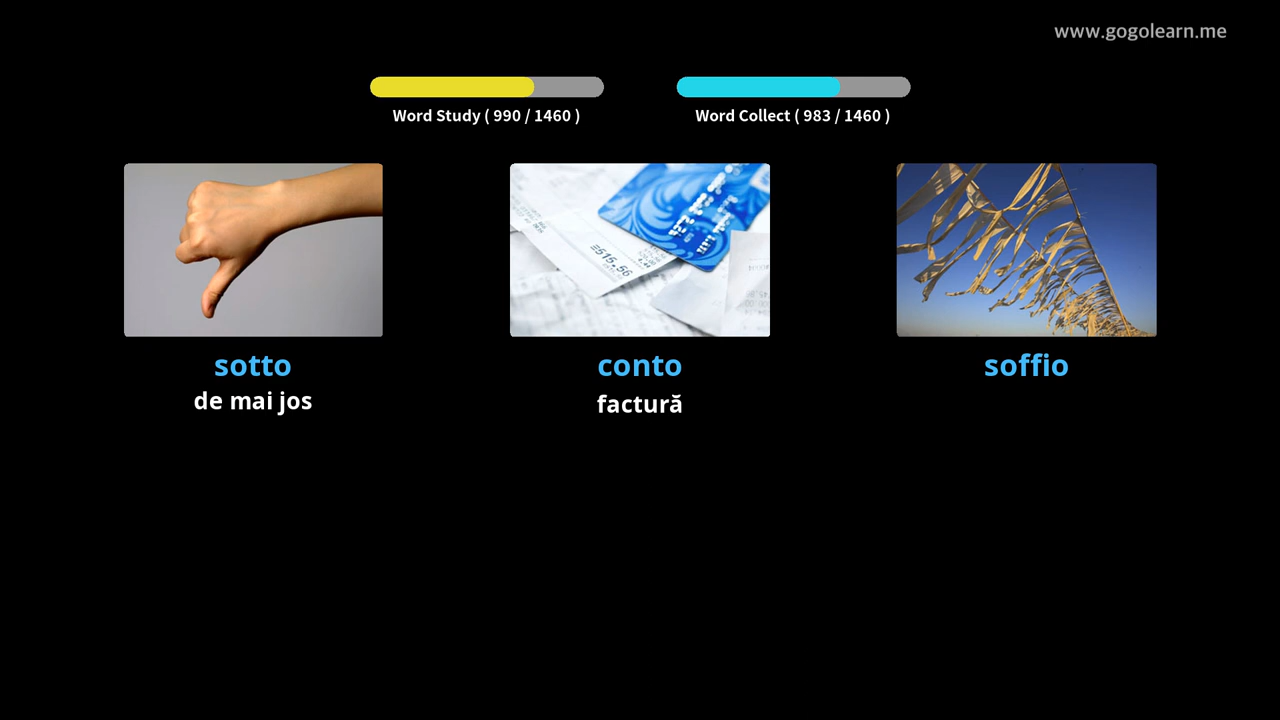 www.gogolearn.me
Word Study ( 990 / 1460 )
Word Collect ( 983 / 1460 )
sotto
de mai jos
conto
factură
soffio